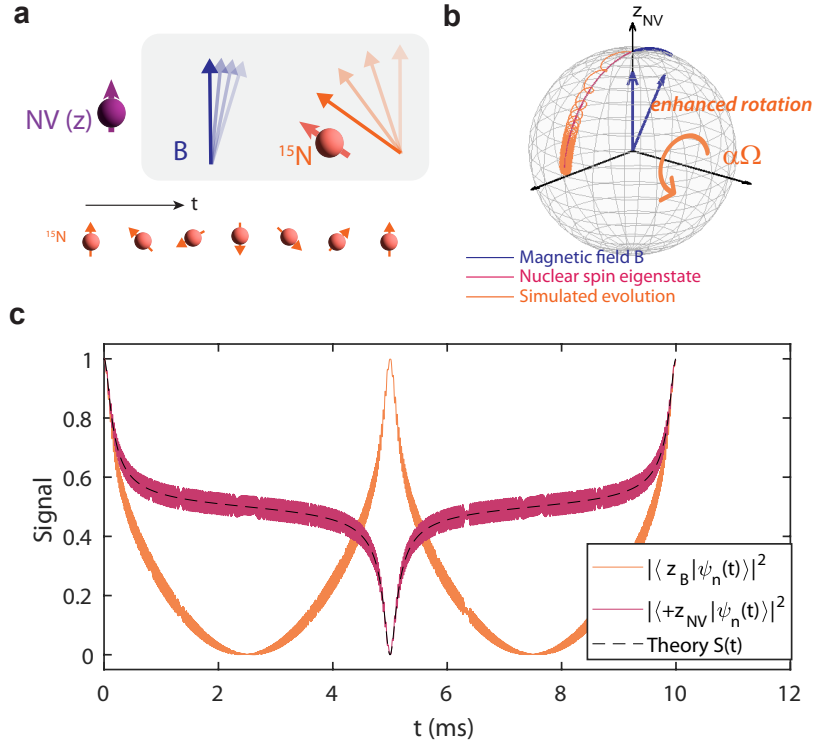 a
NV (z)
B
15N
t
15N
b
zNV
enhanced rotation
αΩ
Magnetic field B
Nuclear spin eigenstate
Simulated evolution
c
Signal
1
0.8
0.6
0.4
0.2
0
0 2 4 6 8 10 12
t (ms)
|⟨ zB|ψn(t)⟩|²
|⟨+zNV|ψn(t)⟩|²
Theory S(t)